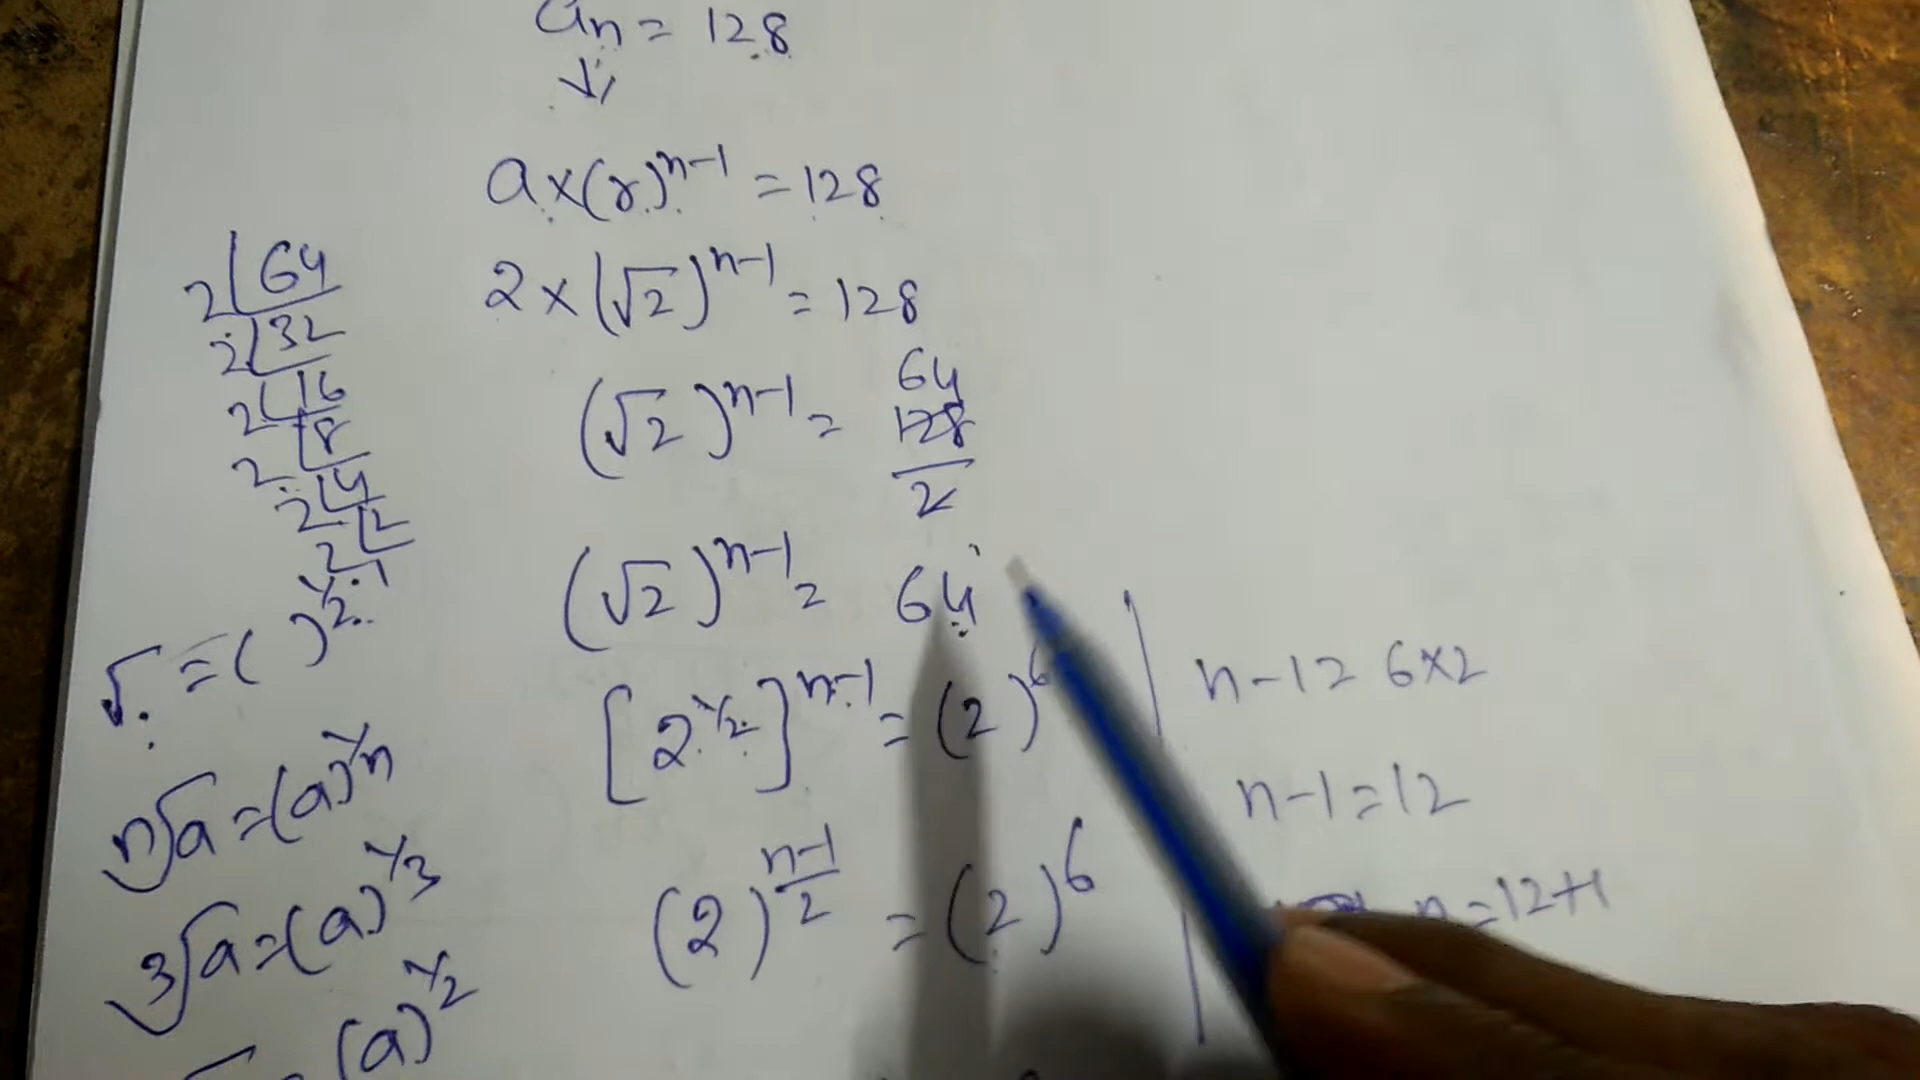 an = 128
a×(r)^n-1 = 128
2×(√2)^n-1 = 128
(√2)^n-1 = 64
128
2
(√2)^n-1 = 64
[2^1/2]^n-1 = (2)^6
(2)^n-1/2 = (2)^6
2|64
2|32
2|16
2|8
2|4
2|2
1
√. = ( )^1/2
n√a = (a)^1/n
3√a = (a)^1/3
(a)^1/2
n-1 = 6×2
n-1 = 12
n = 12+1